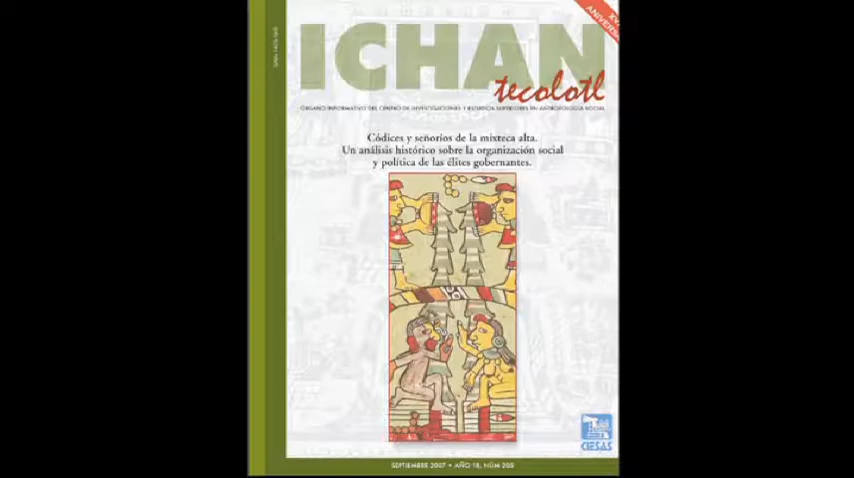 ICHAN
tecolotl
ÓRGANO INFORMATIVO DEL CENTRO DE INVESTIGACIONES Y ESTUDIOS SUPERIORES EN ANTROPOLOGÍA SOCIAL
Códices y señoríos de la mixteca alta.
Un análisis histórico sobre la organización social
y política de las élites gobernantes.
CIESAS
SEPTIEMBRE 2007 • AÑO 18, NÚM